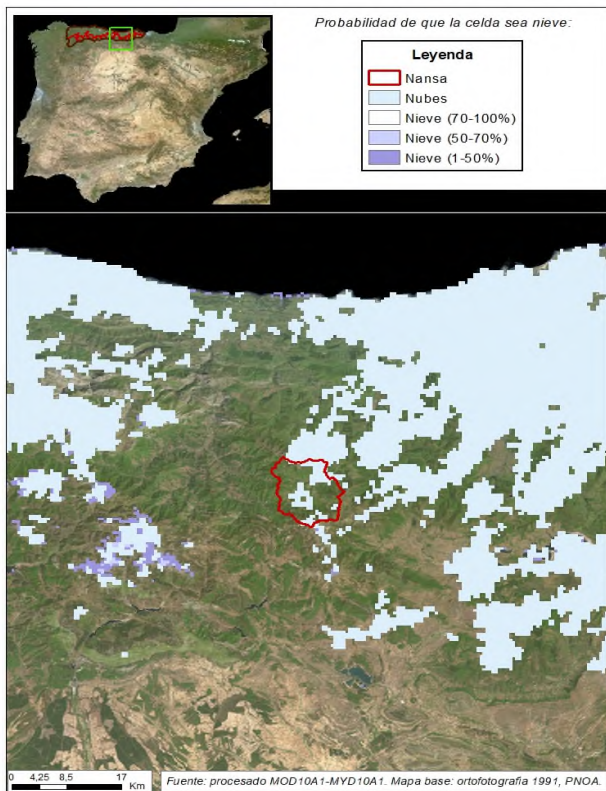 Probabilidad de que la celda sea nieve:
Leyenda
Nansa
Nubes
Nieve (70-100%)
Nieve (50-70%)
Nieve (1-50%)
0 4,25 8,5 17
Km
Fuente: procesado MOD10A1-MYD10A1. Mapa base: ortofotografia 1991, PNOA.